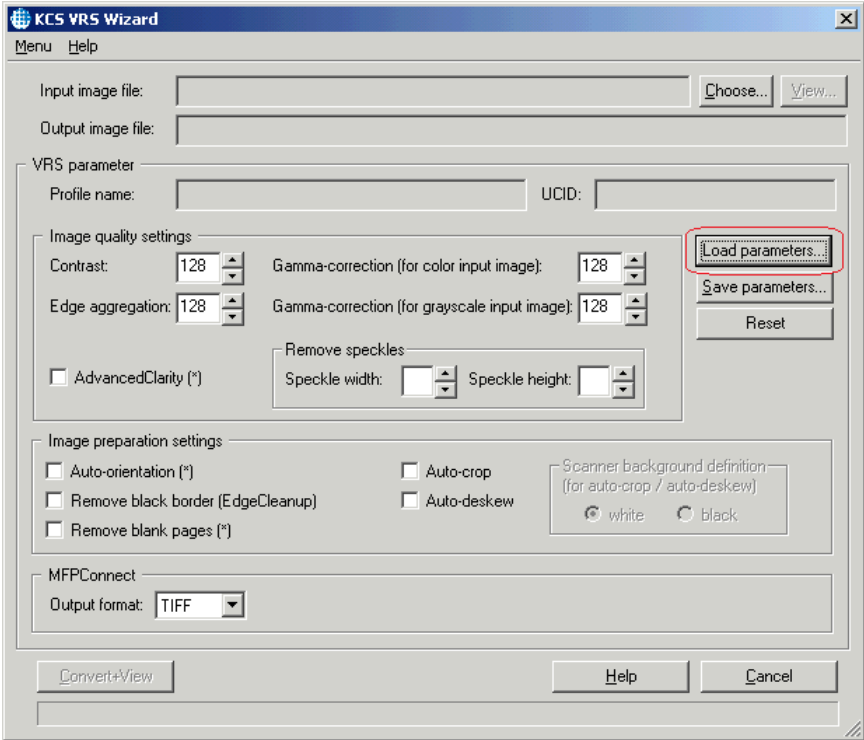 KCS VRS Wizard
Menu Help
Input image file: Choose... View...
Output image file:
VRS parameter
Profile name: UCID:
Image quality settings
Contrast: 128 Gamma-correction (for color input image): 128 Load parameters...
Edge aggregation: 128 Gamma-correction (for grayscale input image): 128 Save parameters...
Reset
Remove speckles
AdvancedClarity (*) Speckle width: Speckle height:
Image preparation settings
Auto-orientation (*) Auto-crop Scanner background definition
Remove black border (EdgeCleanup) Auto-deskew (for auto-crop / auto-deskew)
Remove blank pages (*) white black
MFPConnect
Output format: TIFF
Convert+View Help Cancel